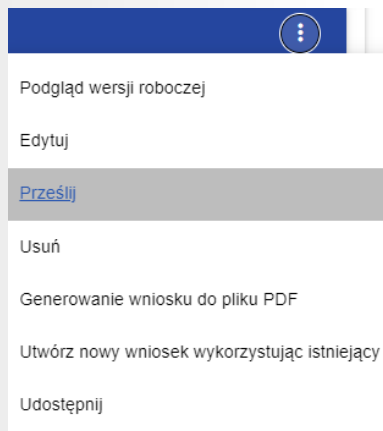 Podgląd wersji roboczej
Edytuj
Prześlij
Usuń
Generowanie wniosku do pliku PDF
Utwórz nowy wniosek wykorzystując istniejący
Udostępnij